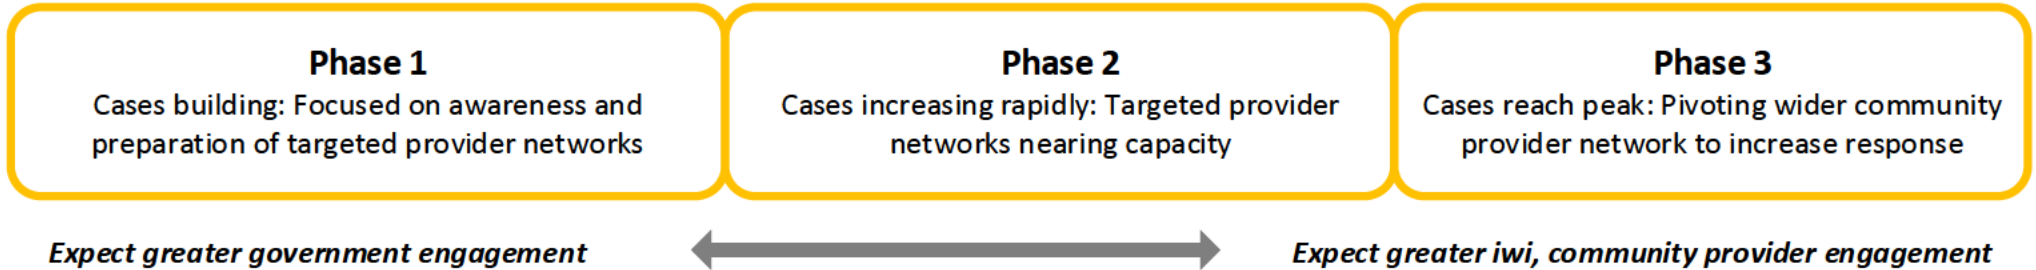 Phase 1
Cases building: Focused on awareness and
preparation of targeted provider networks
Phase 2
Cases increasing rapidly: Targeted provider
networks nearing capacity
Phase 3
Cases reach peak: Pivoting wider community
provider network to increase response
Expect greater government engagement
Expect greater iwi, community provider engagement